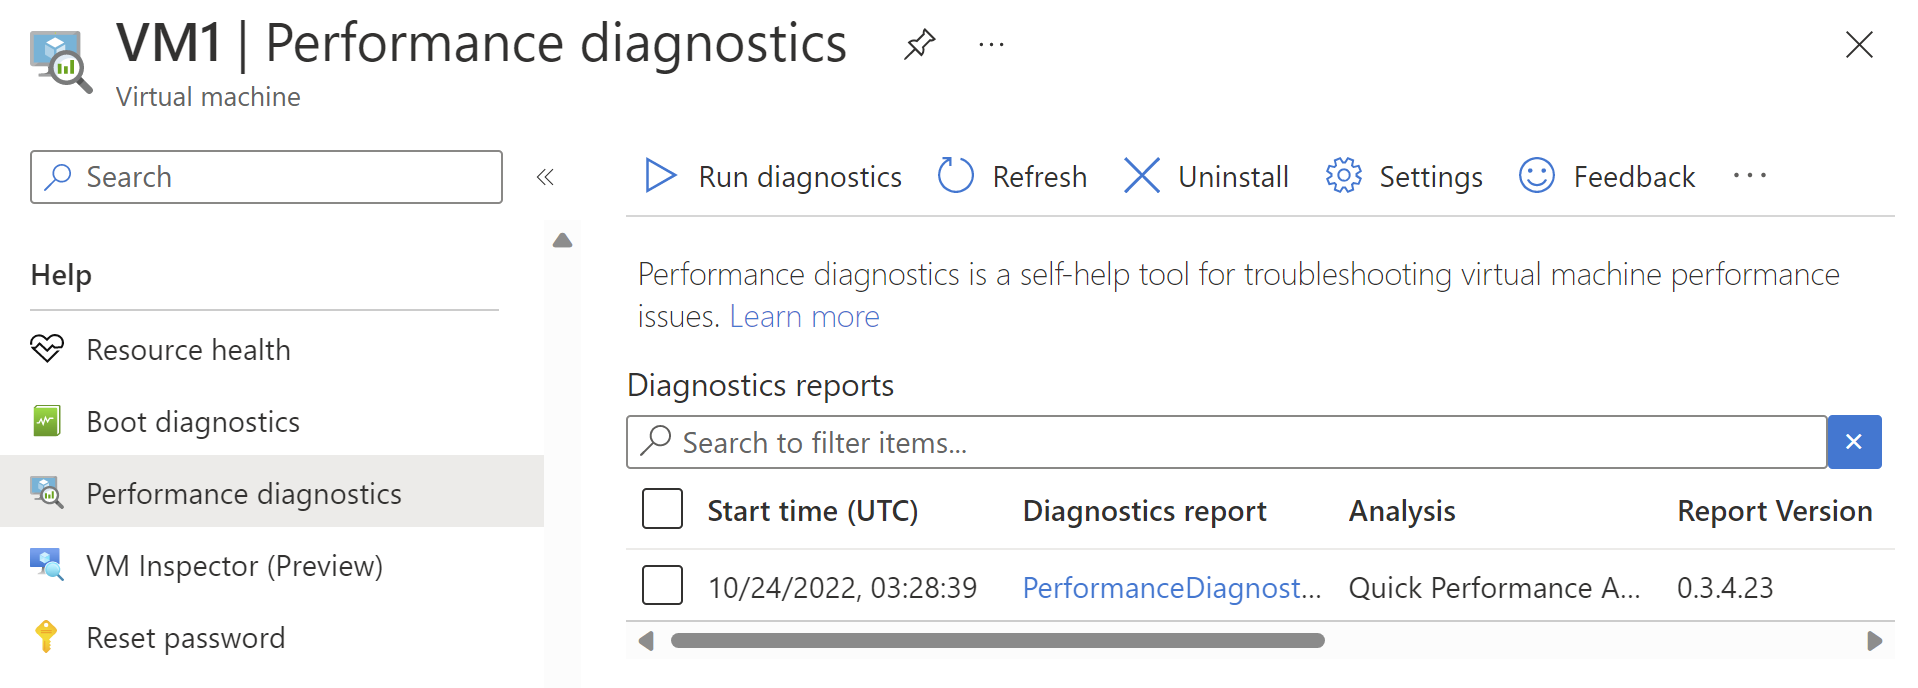 VM1 | Performance diagnostics ...
Virtual machine
Search
«
Help
Resource health
Boot diagnostics
Performance diagnostics
VM Inspector (Preview)
Reset password
Run diagnostics Refresh Uninstall Settings Feedback ...
Performance diagnostics is a self-help tool for troubleshooting virtual machine performance
issues. Learn more
Diagnostics reports
Search to filter items...
Start time (UTC) Diagnostics report Analysis Report Version
10/24/2022, 03:28:39 PerformanceDiagnost... Quick Performance A... 0.3.4.23